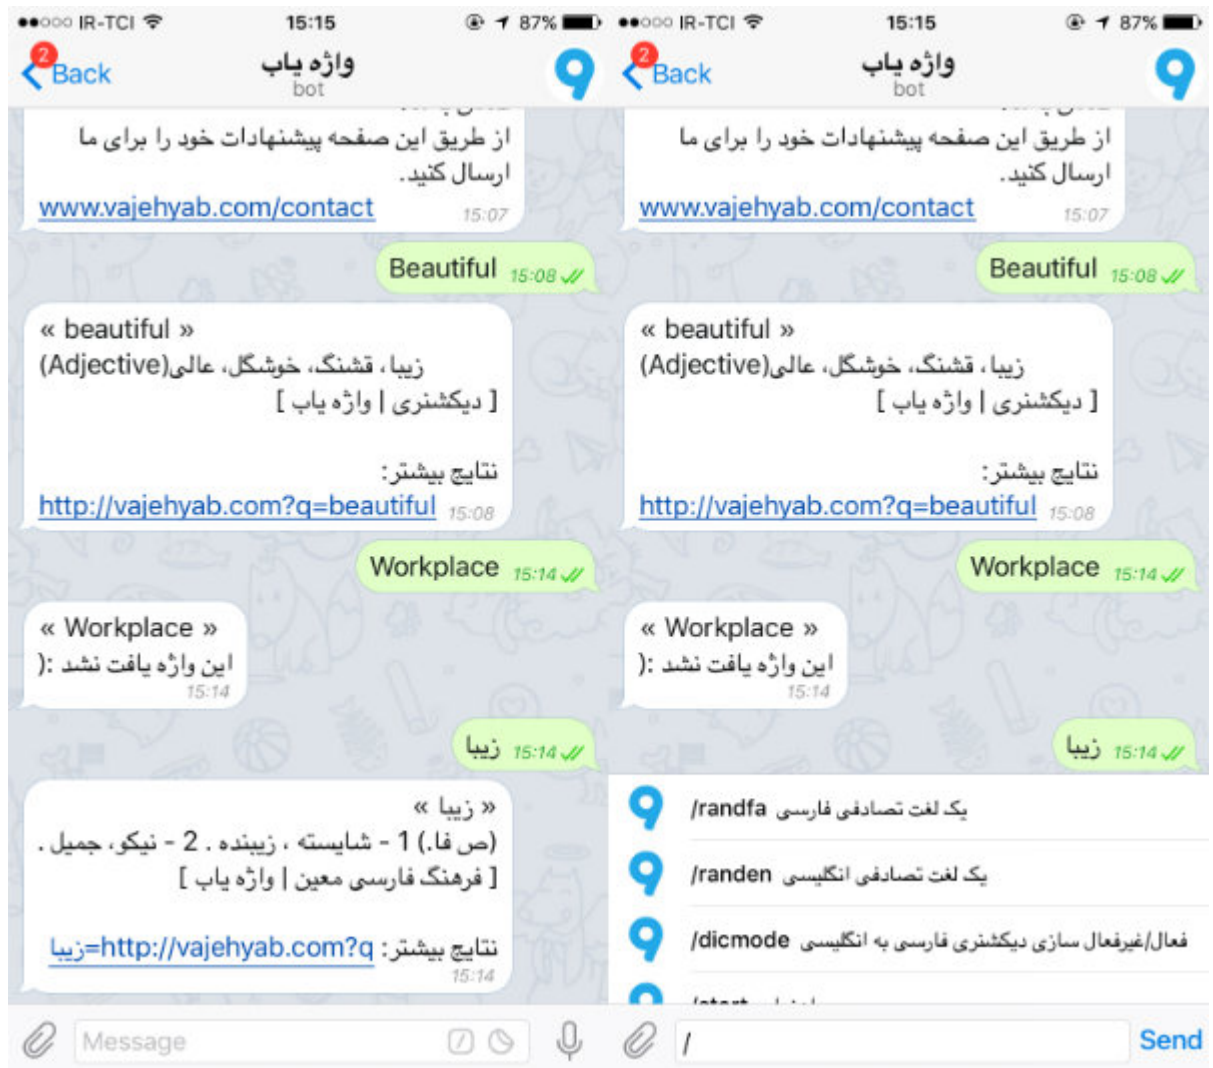 IR-TCI 15:15 87%
2
Back
واژه یاب
bot
از طریق این صفحه پیشنهادات خود را برای ما
ارسال کنید.
www.vajehyab.com/contact 15:07
Beautiful 15:08
« beautiful »
زیبا، قشنگ، خوشگل، عالی(Adjective)
[ دیکشنری | واژه یاب ]
نتایج بیشتر:
http://vajehyab.com?q=beautiful 15:08
Workplace 15:14
« Workplace »
این واژه یافت نشد :(
15:14
زیبا 15:14
« زیبا »
(ص فا.) 1 - شایسته ، زیبنده . 2 - نیکو، جمیل .
[ فرهنگ فارسی معین | واژه یاب ]
نتایج بیشتر: http://vajehyab.com?q=زیبا
15:14
Message
IR-TCI 15:15 87%
2
Back
واژه یاب
bot
از طریق این صفحه پیشنهادات خود را برای ما
ارسال کنید.
www.vajehyab.com/contact 15:07
Beautiful 15:08
« beautiful »
زیبا، قشنگ، خوشگل، عالی(Adjective)
[ دیکشنری | واژه یاب ]
نتایج بیشتر:
http://vajehyab.com?q=beautiful 15:08
Workplace 15:14
« Workplace »
این واژه یافت نشد :(
15:14
زیبا 15:14
/randfa یک لغت تصادفی فارسی
/randen یک لغت تصادفی انگلیسی
/dicmode فعال/غیرفعال سازی دیکشنری فارسی به انگلیسی
/start
/
Send